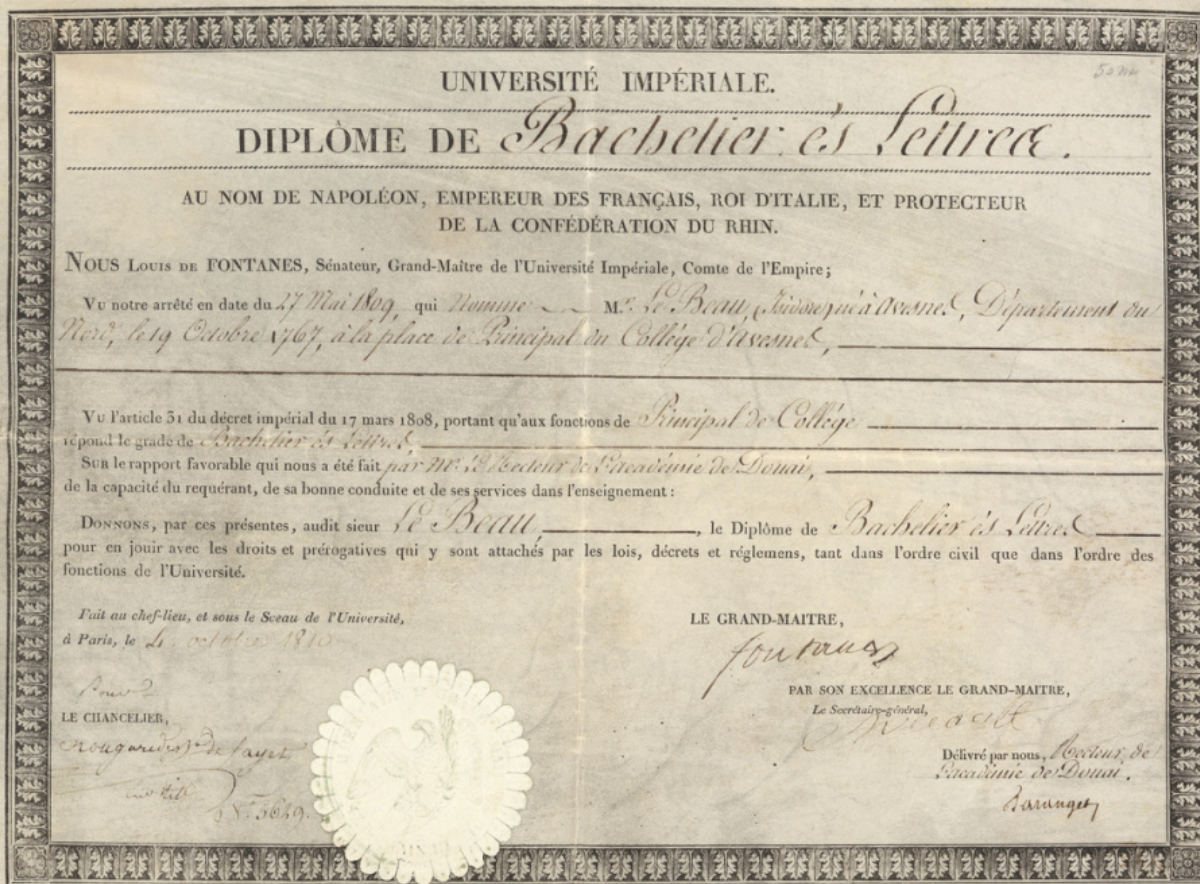 UNIVERSITÉ IMPÉRIALE.
DIPLÔME DE Bachelier ès Lettres.
AU NOM DE NAPOLÉON, EMPEREUR DES FRANÇAIS, ROI D'ITALIE, ET PROTECTEUR
DE LA CONFÉDÉRATION DU RHIN.
NOUS LOUIS DE FONTANES, Sénateur, Grand-Maître de l'Université Impériale, Comte de l'Empire;
VU notre arrêté en date du 27 Mai 1809, qui Nomme M.r Le Beau, (Isidore) né à Avesnes, Département du
Nord, le 19 Octobre 1767, à la place de Principal du Collège d'Avesnes,
VU l'article 31 du décret impérial du 17 mars 1808, portant qu'aux fonctions de Principal de Collège
répond le grade de Bachelier ès Lettres,
SUR le rapport favorable qui nous a été fait par Mr. le Recteur de l'académie de Douai,
de la capacité du requérant, de sa bonne conduite et de ses services dans l'enseignement:
DONNONS, par ces présentes, audit sieur Le Beau, , le Diplôme de Bachelier ès Lettres
pour en jouir avec les droits et prérogatives qui y sont attachés par les lois, décrets et réglemens, tant dans l'ordre civil que dans l'ordre des
fonctions de l'Université.
Fait au chef-lieu, et sous le Sceau de l'Université,
à Paris, le 4 octobre 1810
LE GRAND-MAITRE,
Fontanes
PAR SON EXCELLENCE LE GRAND-MAITRE,
Le Secrétaire-général,
LE CHANCELIER,
Délivré par nous, Recteur de
l'académie de Douai.
N.o 5649.